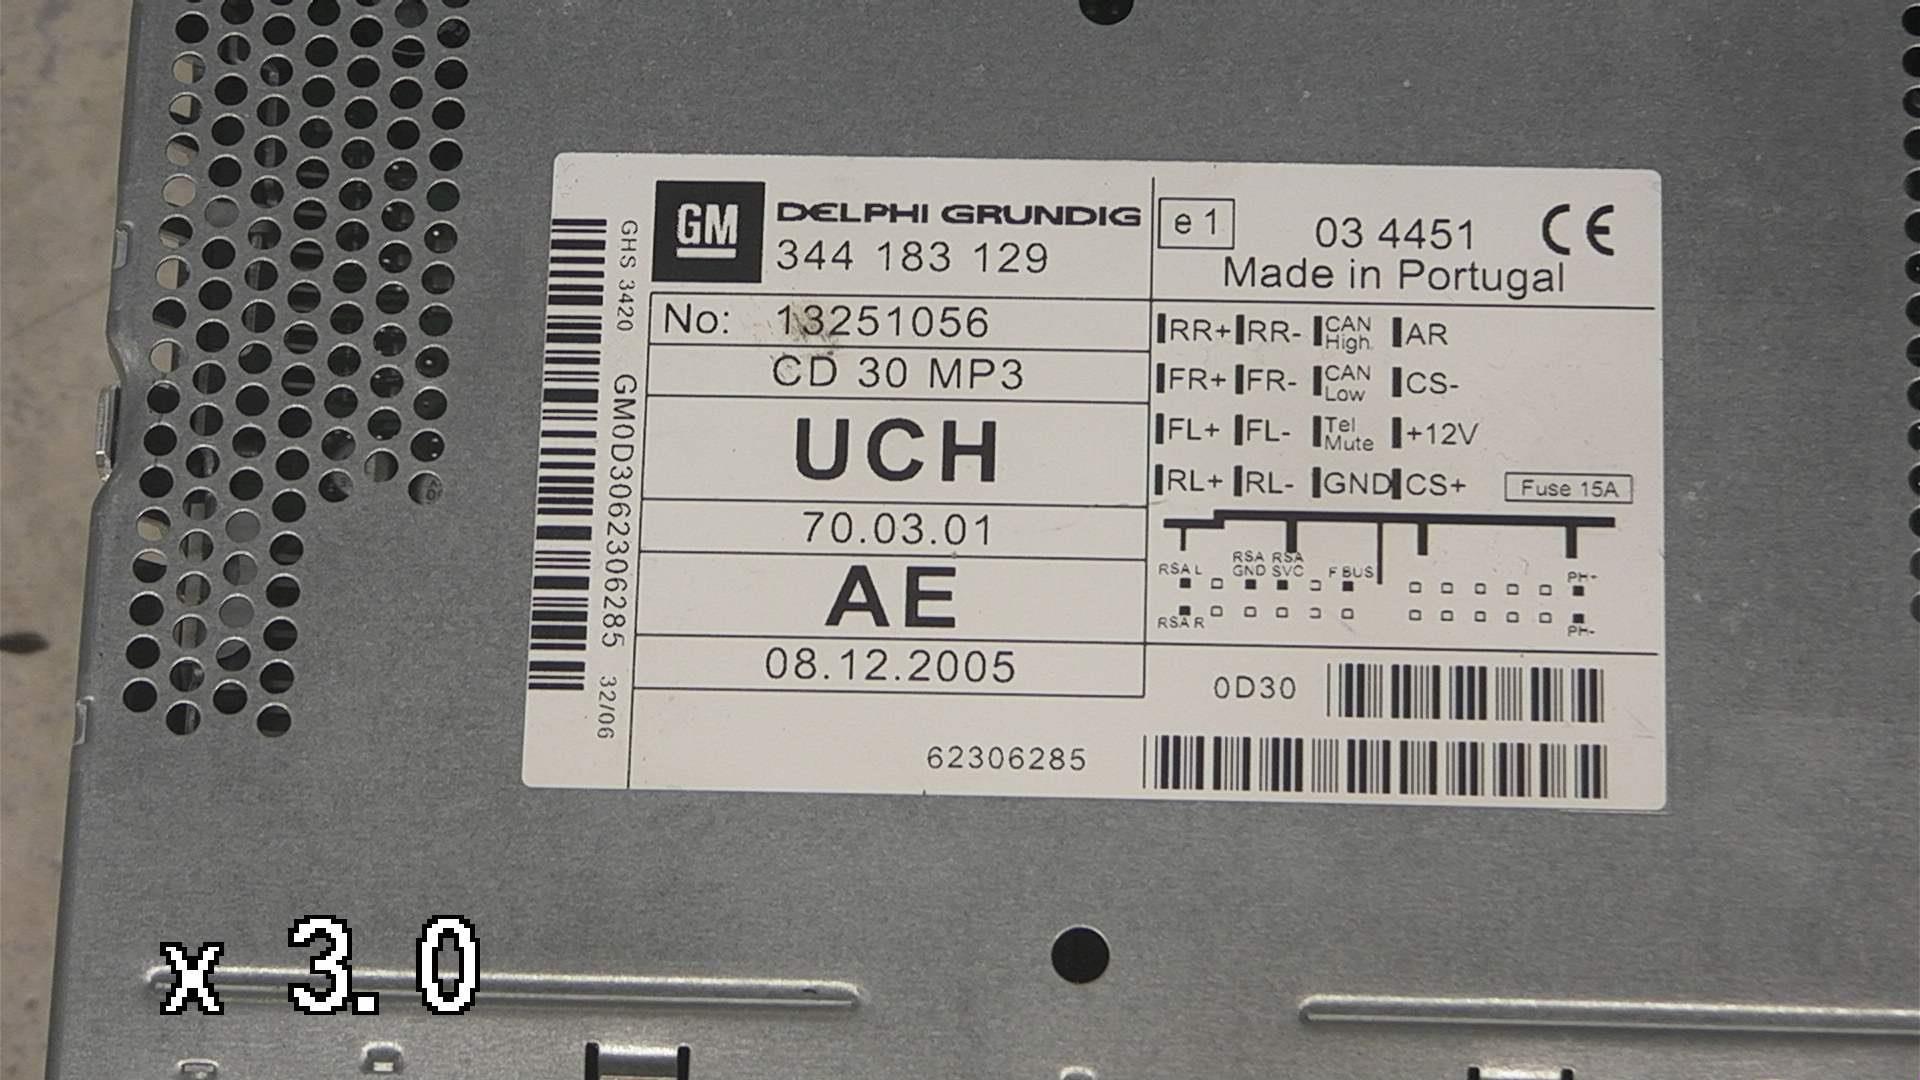 GM
DELPHI GRUNDIG
344 183 129
No: 13251056
CD 30 MP3
UCH
70.03.01
AE
08.12.2005
62306285
GHS 3420 GM0D3062306285 32/06
e 1 03 4451 CE
Made in Portugal
RR+ RR- CAN High AR
FR+ FR- CAN Low CS-
FL+ FL- Tel Mute +12V
RL+ RL- GND CS+ Fuse 15A
RSA L RSA GND RSA SVC F BUS PH-
RSA R PH-
0D30
x 3.0